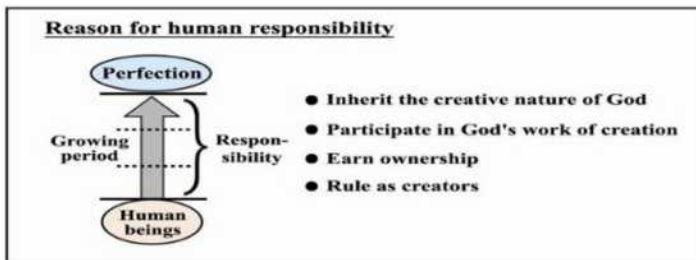 Reason for human responsibility
Perfection
Growing
period
Respon-
sibility
Human
beings
● Inherit the creative nature of God
● Participate in God's work of creation
● Earn ownership
● Rule as creators